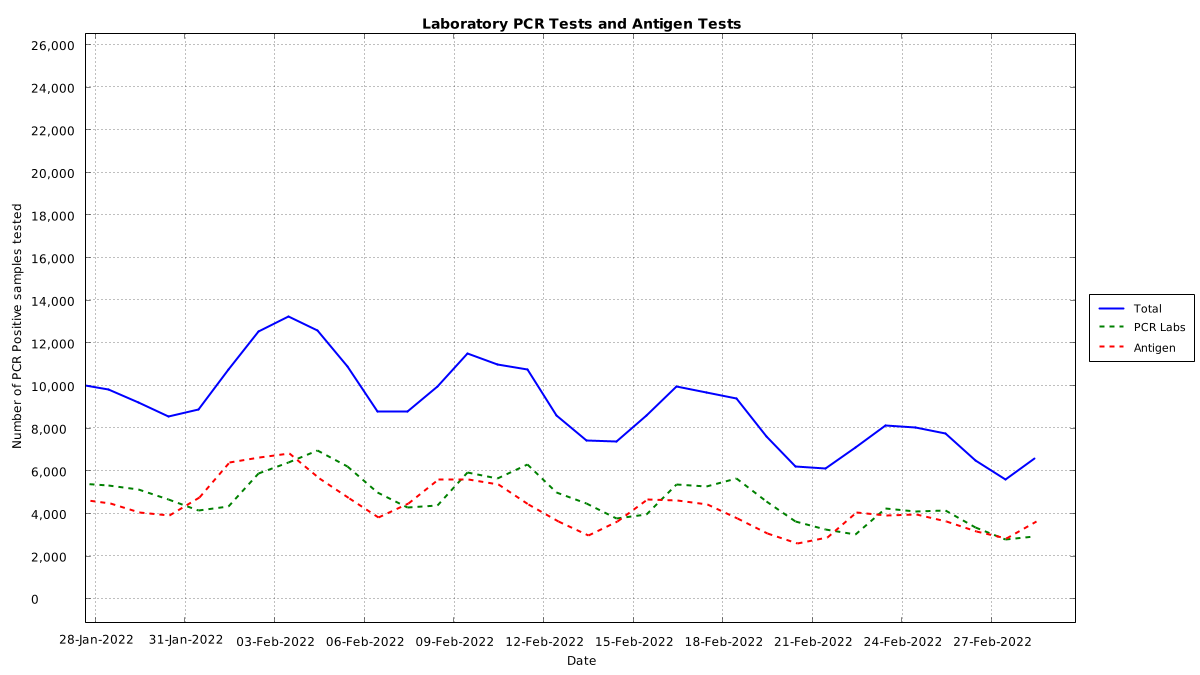 Laboratory PCR Tests and Antigen Tests
Number of PCR Positive samples tested
26,000
24,000
22,000
20,000
18,000
16,000
14,000
12,000
10,000
8,000
6,000
4,000
2,000
0
28-Jan-2022 31-Jan-2022 03-Feb-2022 06-Feb-2022 09-Feb-2022 12-Feb-2022 15-Feb-2022 18-Feb-2022 21-Feb-2022 24-Feb-2022 27-Feb-2022
Date
Total
PCR Labs
Antigen